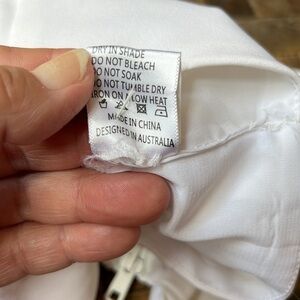 DRY IN SHADE
DO NOT BLEACH
DO NOT SOAK
DO NOT TUMBLE DRY
IRON ON LOW HEAT
MADE IN CHINA
DESIGNED IN AUSTRALIA